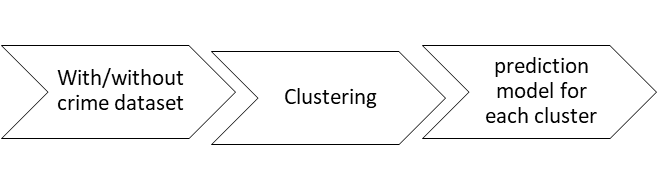 With/without
crime dataset
Clustering
prediction
model for
each cluster